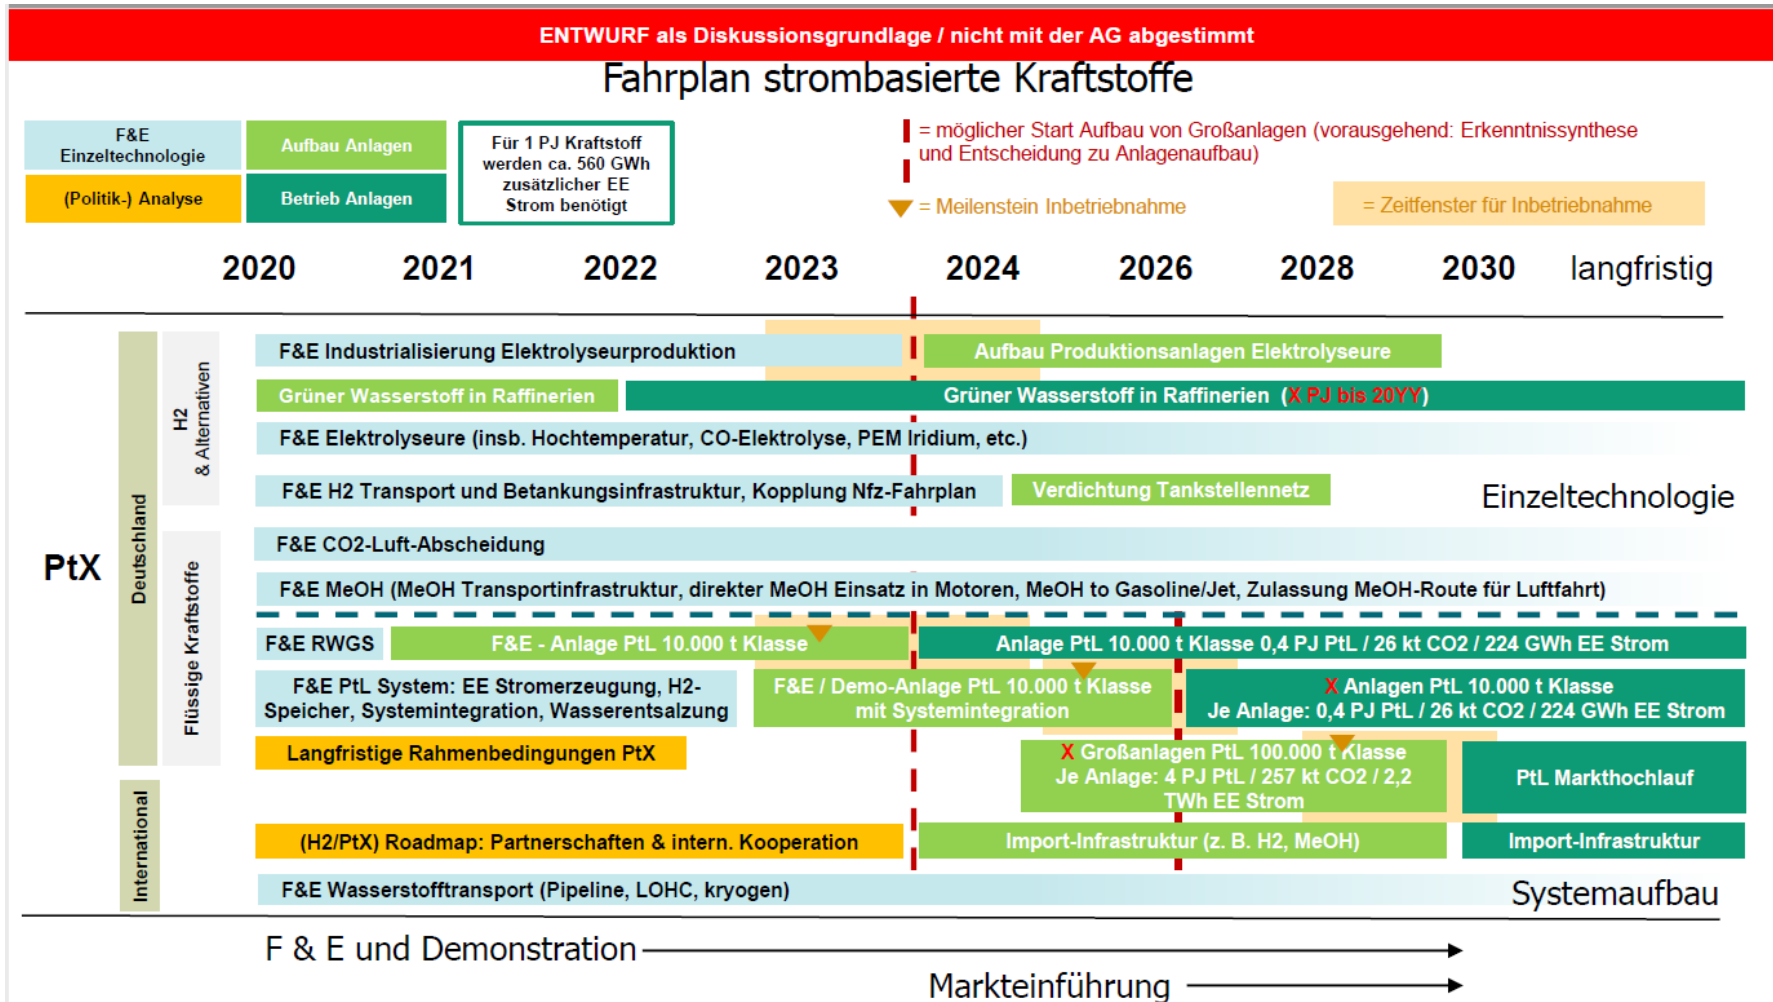 ENTWURF als Diskussionsgrundlage / nicht mit der AG abgestimmt
Fahrplan strombasierte Kraftstoffe
F&E
Einzeltechnologie
Aufbau Anlagen
(Politik-) Analyse
Betrieb Anlagen
Für 1 PJ Kraftstoff
werden ca. 560 GWh
zusätzlicher EE
Strom benötigt
= möglicher Start Aufbau von Großanlagen (vorausgehend: Erkenntnissynthese
und Entscheidung zu Anlagenaufbau)
= Meilenstein Inbetriebnahme
= Zeitfenster für Inbetriebnahme
2020 2021 2022 2023 2024 2026 2028 2030 langfristig
PtX
Deutschland
International
H2
& Alternativen
Flüssige Kraftstoffe
F&E Industrialisierung Elektrolyseurproduktion
Aufbau Produktionsanlagen Elektrolyseure
Grüner Wasserstoff in Raffinerien
Grüner Wasserstoff in Raffinerien (X PJ bis 20YY)
F&E Elektrolyseure (insb. Hochtemperatur, CO-Elektrolyse, PEM Iridium, etc.)
F&E H2 Transport und Betankungsinfrastruktur, Kopplung Nfz-Fahrplan
Verdichtung Tankstellennetz
Einzeltechnologie
F&E CO2-Luft-Abscheidung
F&E MeOH (MeOH Transportinfrastruktur, direkter MeOH Einsatz in Motoren, MeOH to Gasoline/Jet, Zulassung MeOH-Route für Luftfahrt)
F&E RWGS
F&E - Anlage PtL 10.000 t Klasse
Anlage PtL 10.000 t Klasse 0,4 PJ PtL / 26 kt CO2 / 224 GWh EE Strom
F&E PtL System: EE Stromerzeugung, H2-
Speicher, Systemintegration, Wasserentsalzung
F&E / Demo-Anlage PtL 10.000 t Klasse
mit Systemintegration
X Anlagen PtL 10.000 t Klasse
Je Anlage: 0,4 PJ PtL / 26 kt CO2 / 224 GWh EE Strom
Langfristige Rahmenbedingungen PtX
X Großanlagen PtL 100.000 t Klasse
Je Anlage: 4 PJ PtL / 257 kt CO2 / 2,2
TWh EE Strom
PtL Markthochlauf
(H2/PtX) Roadmap: Partnerschaften & intern. Kooperation
Import-Infrastruktur (z. B. H2, MeOH)
Import-Infrastruktur
F&E Wasserstofftransport (Pipeline, LOHC, kryogen)
Systemaufbau
F & E und Demonstration
Markteinführung